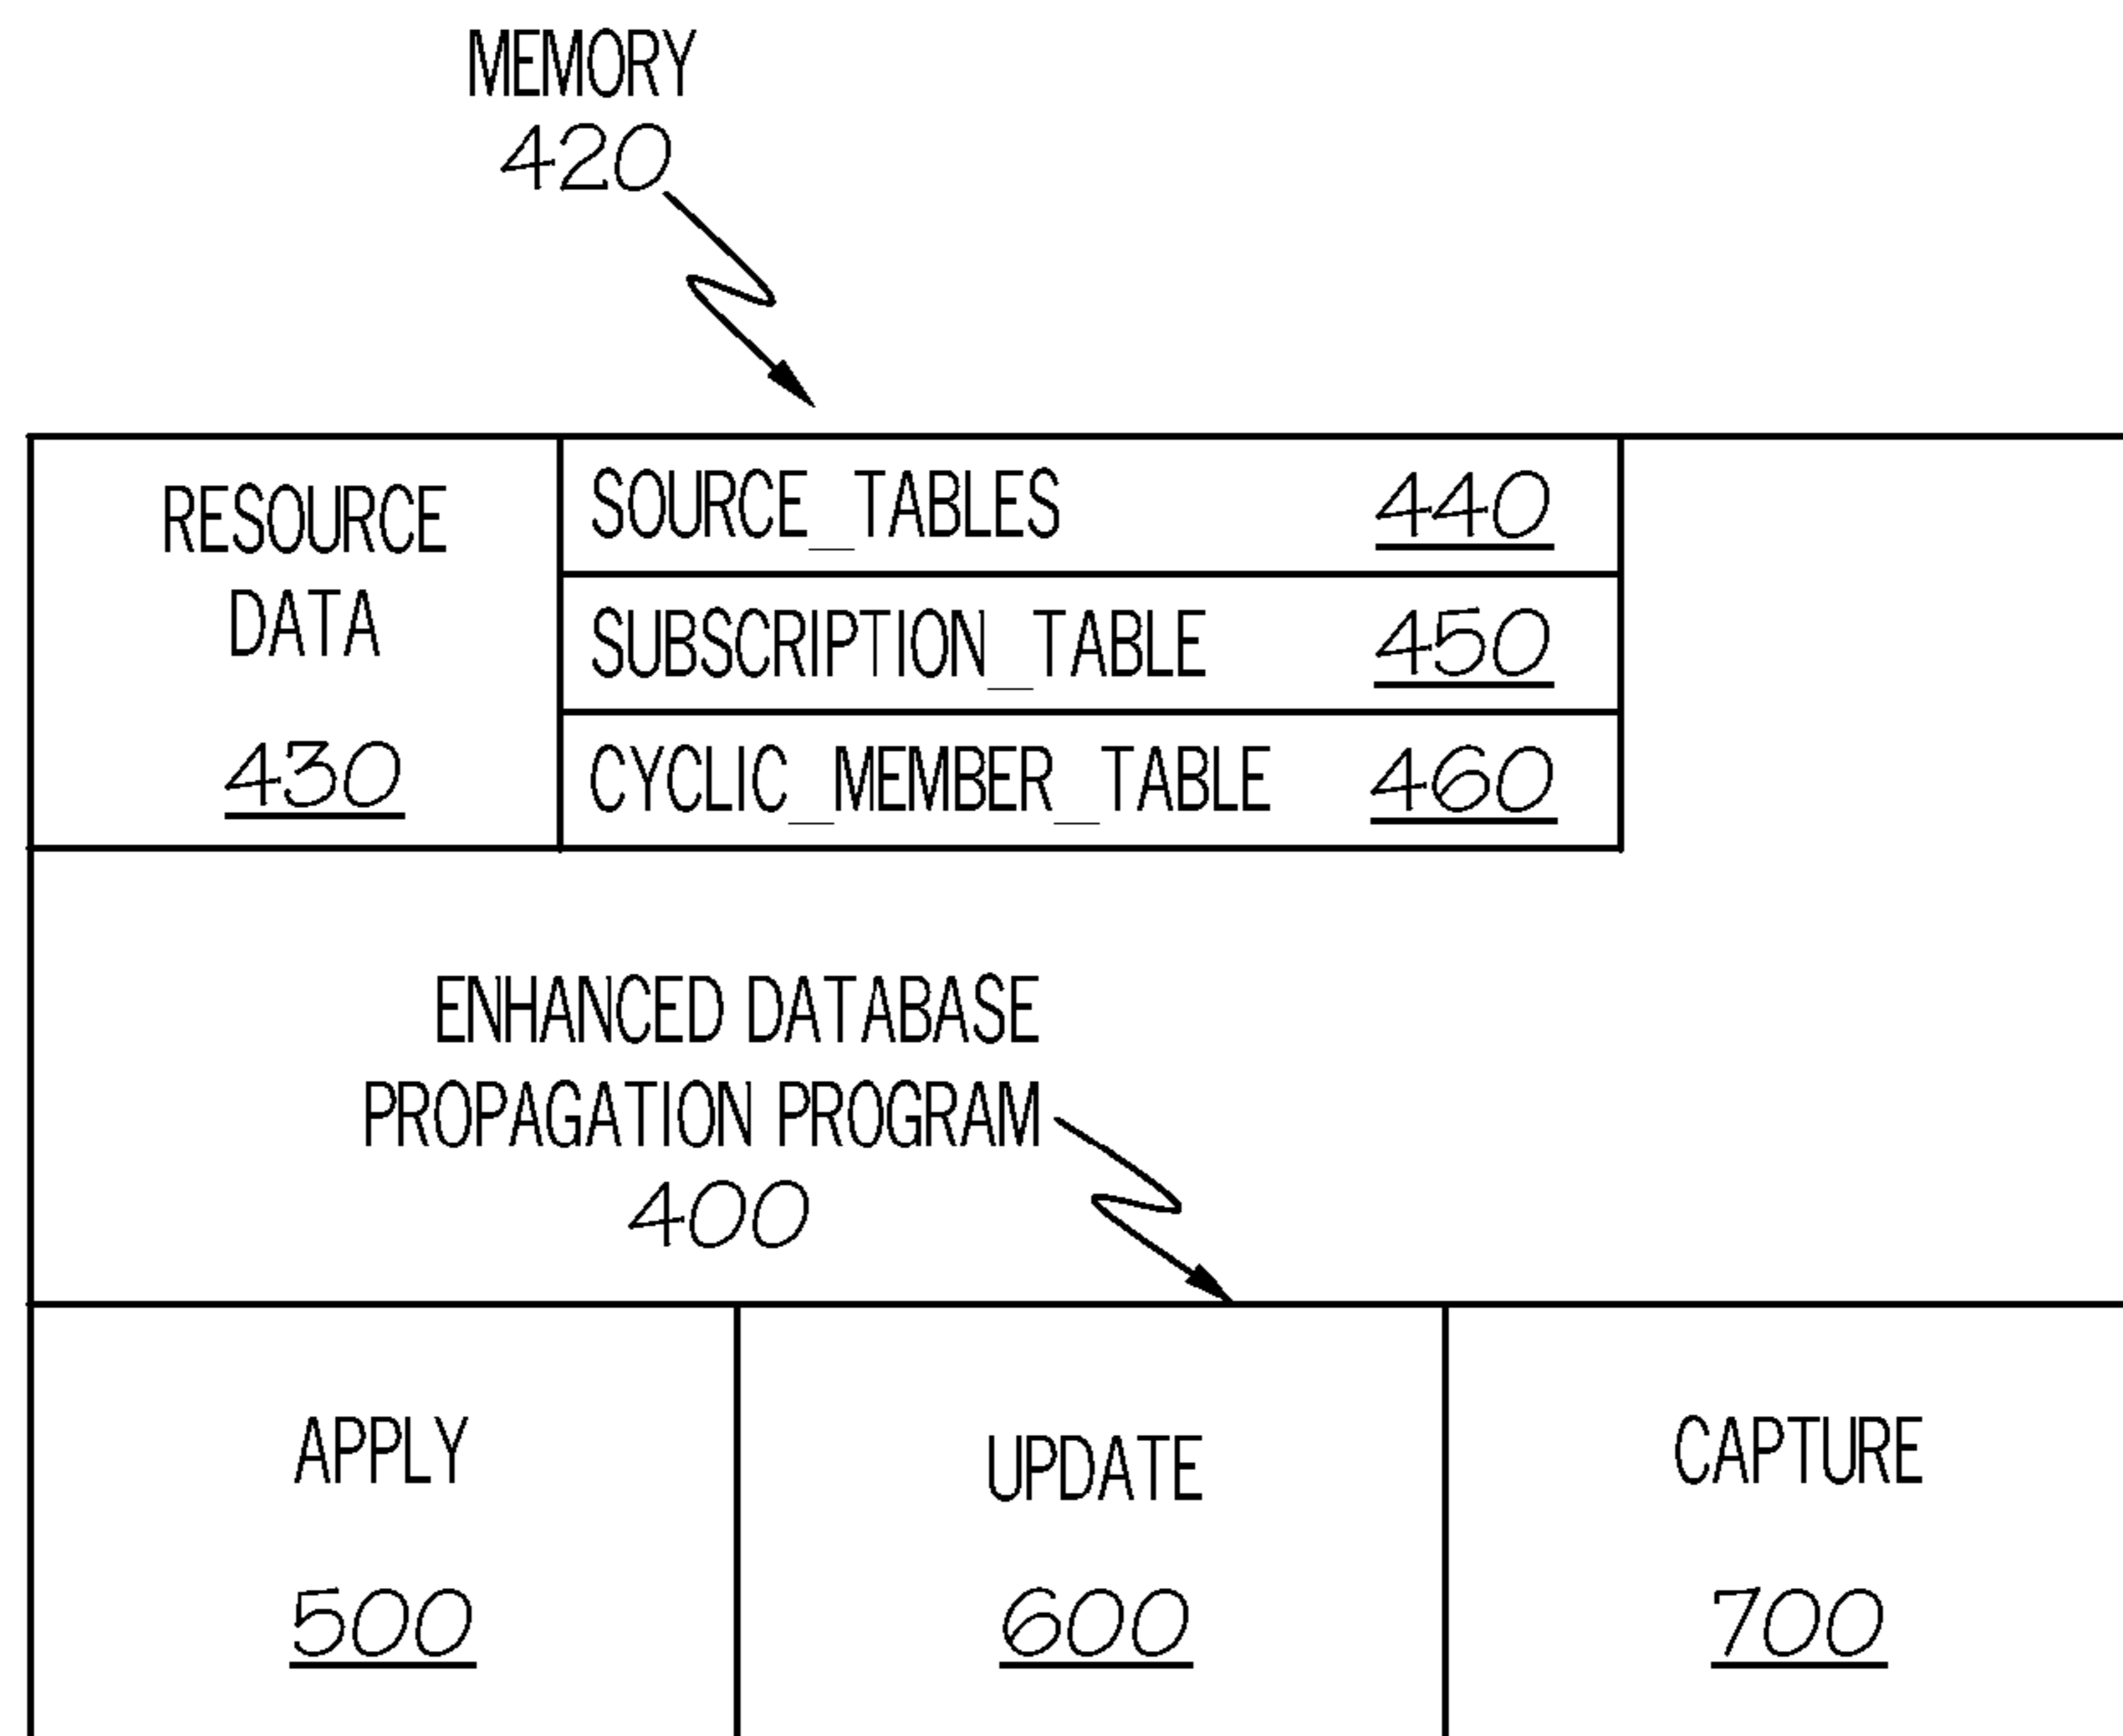 MEMORY
420
RESOURCE
DATA
430
SOURCE_TABLES 440
SUBSCRIPTION_TABLE 450
CYCLIC_MEMBER_TABLE 460
ENHANCED DATABASE
PROPAGATION PROGRAM
400
APPLY
500
UPDATE
600
CAPTURE
700